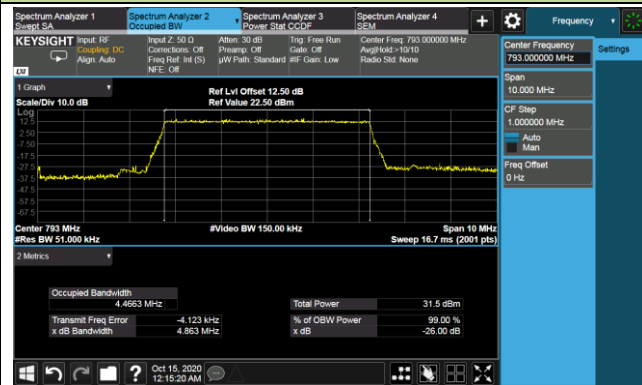 Spectrum Analyzer 1
Swept SA
Spectrum Analyzer 2
Occupied BW
Spectrum Analyzer 3
Power Stat CCDF
Spectrum Analyzer 4
SEM
+
Frequency
KEYSIGHT
Input: RF
Coupling: DC
Align: Auto
LXI
Input Z: 50 Ω
Corrections: Off
Freq Ref: Int (S)
NFE: Off
Atten: 30 dB
Preamp: Off
µW Path: Standard
Trig: Free Run
Gate: Off
#IF Gain: Low
Center Freq: 793.000000 MHz
Avg|Hold:>10/10
Radio Std: None
Center Frequency
793.000000 MHz
Settings
Span
10.000 MHz
CF Step
1.000000 MHz
Auto
Man
Freq Offset
0 Hz
1 Graph
Scale/Div 10.0 dB
Ref Lvl Offset 12.50 dB
Ref Value 22.50 dBm
Log
12.5
2.50
-7.50
-17.5
-27.5
-37.5
-47.5
-57.5
-67.5
Center 793 MHz
#Res BW 51.000 kHz
#Video BW 150.00 kHz
Span 10 MHz
Sweep 16.7 ms (2001 pts)
2 Metrics
Occupied Bandwidth
4.4663 MHz
Total Power 31.5 dBm
Transmit Freq Error -4.123 kHz
% of OBW Power 99.00 %
x dB Bandwidth 4.863 MHz
x dB -26.00 dB
?
Oct 15, 2020
12:15:20 AM